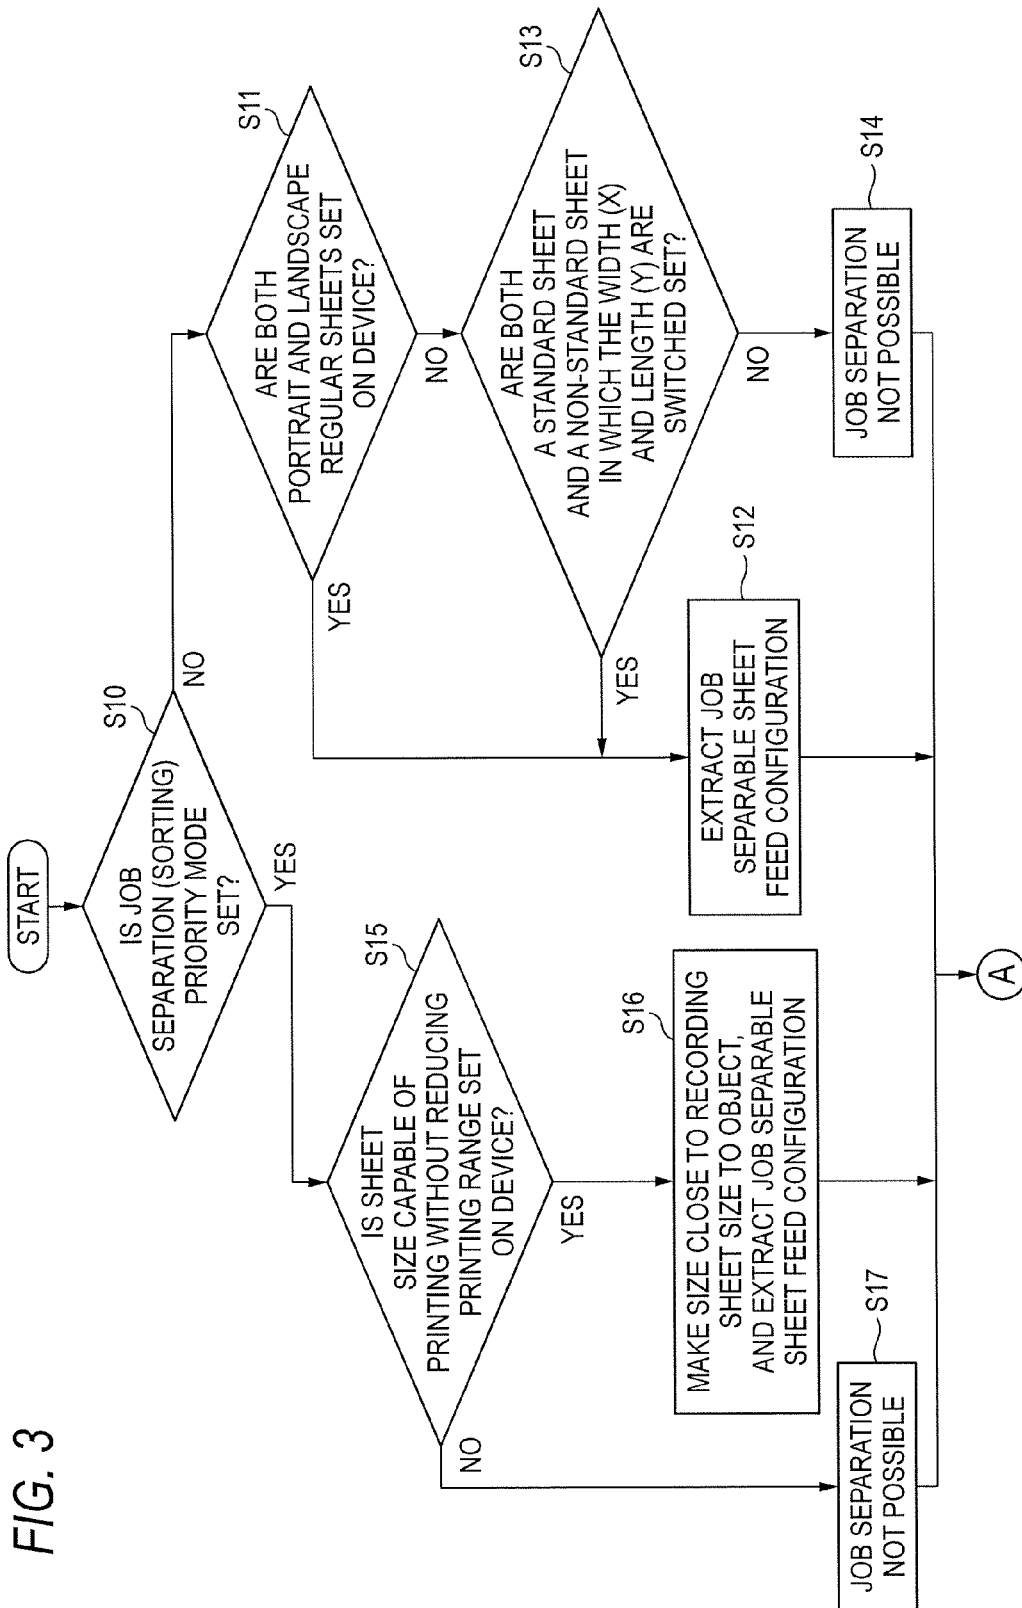 FIG. 3
START
S10
IS JOB
SEPARATION (SORTING)
PRIORITY MODE
SET?
NO
YES
S11
ARE BOTH
PORTRAIT AND LANDSCAPE
REGULAR SHEETS SET
ON DEVICE?
YES
NO
S13
ARE BOTH
A STANDARD SHEET
AND A NON-STANDARD SHEET
IN WHICH THE WIDTH (X)
AND LENGTH (Y) ARE
SWITCHED SET?
YES
NO
S12
EXTRACT JOB
SEPARABLE SHEET
FEED CONFIGURATION
S14
JOB SEPARATION
NOT POSSIBLE
S15
IS SHEET
SIZE CAPABLE OF
PRINTING WITHOUT REDUCING
PRINTING RANGE SET
ON DEVICE?
NO
YES
S16
MAKE SIZE CLOSE TO RECORDING
SHEET SIZE TO OBJECT,
AND EXTRACT JOB SEPARABLE
SHEET FEED CONFIGURATION
S17
JOB SEPARATION
NOT POSSIBLE
A